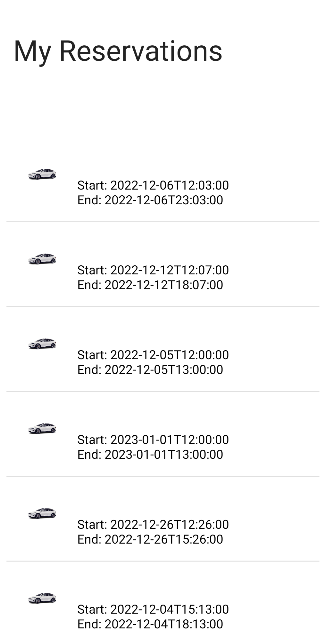 My Reservations
Start: 2022-12-06T12:03:00
End: 2022-12-06T23:03:00
Start: 2022-12-12T12:07:00
End: 2022-12-12T18:07:00
Start: 2022-12-05T12:00:00
End: 2022-12-05T13:00:00
Start: 2023-01-01T12:00:00
End: 2023-01-01T13:00:00
Start: 2022-12-26T12:26:00
End: 2022-12-26T15:26:00
Start: 2022-12-04T15:13:00
End: 2022-12-04T18:13:00